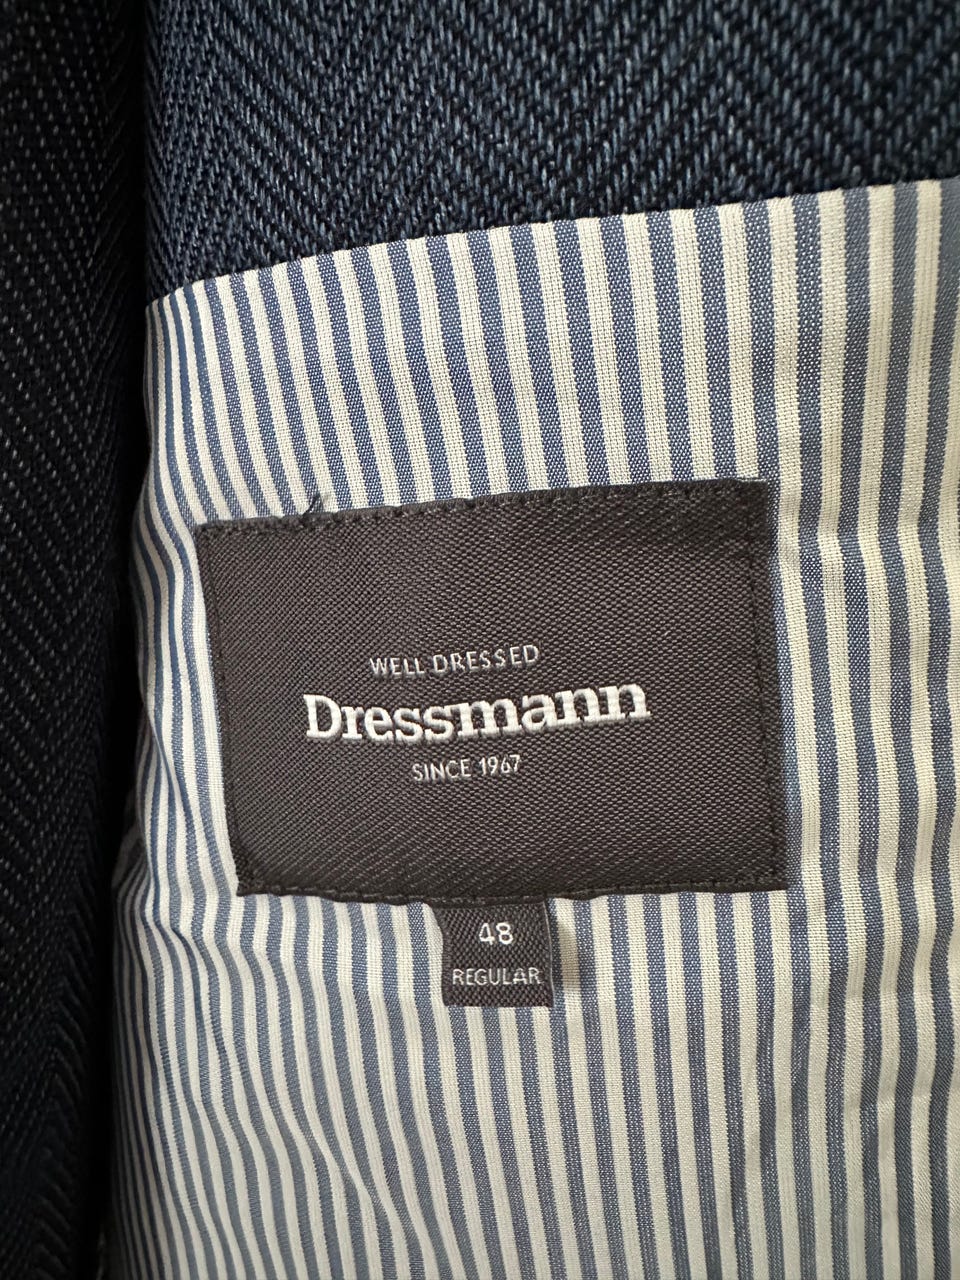 WELL DRESSED
Dressmann
SINCE 1967
48
REGULAR